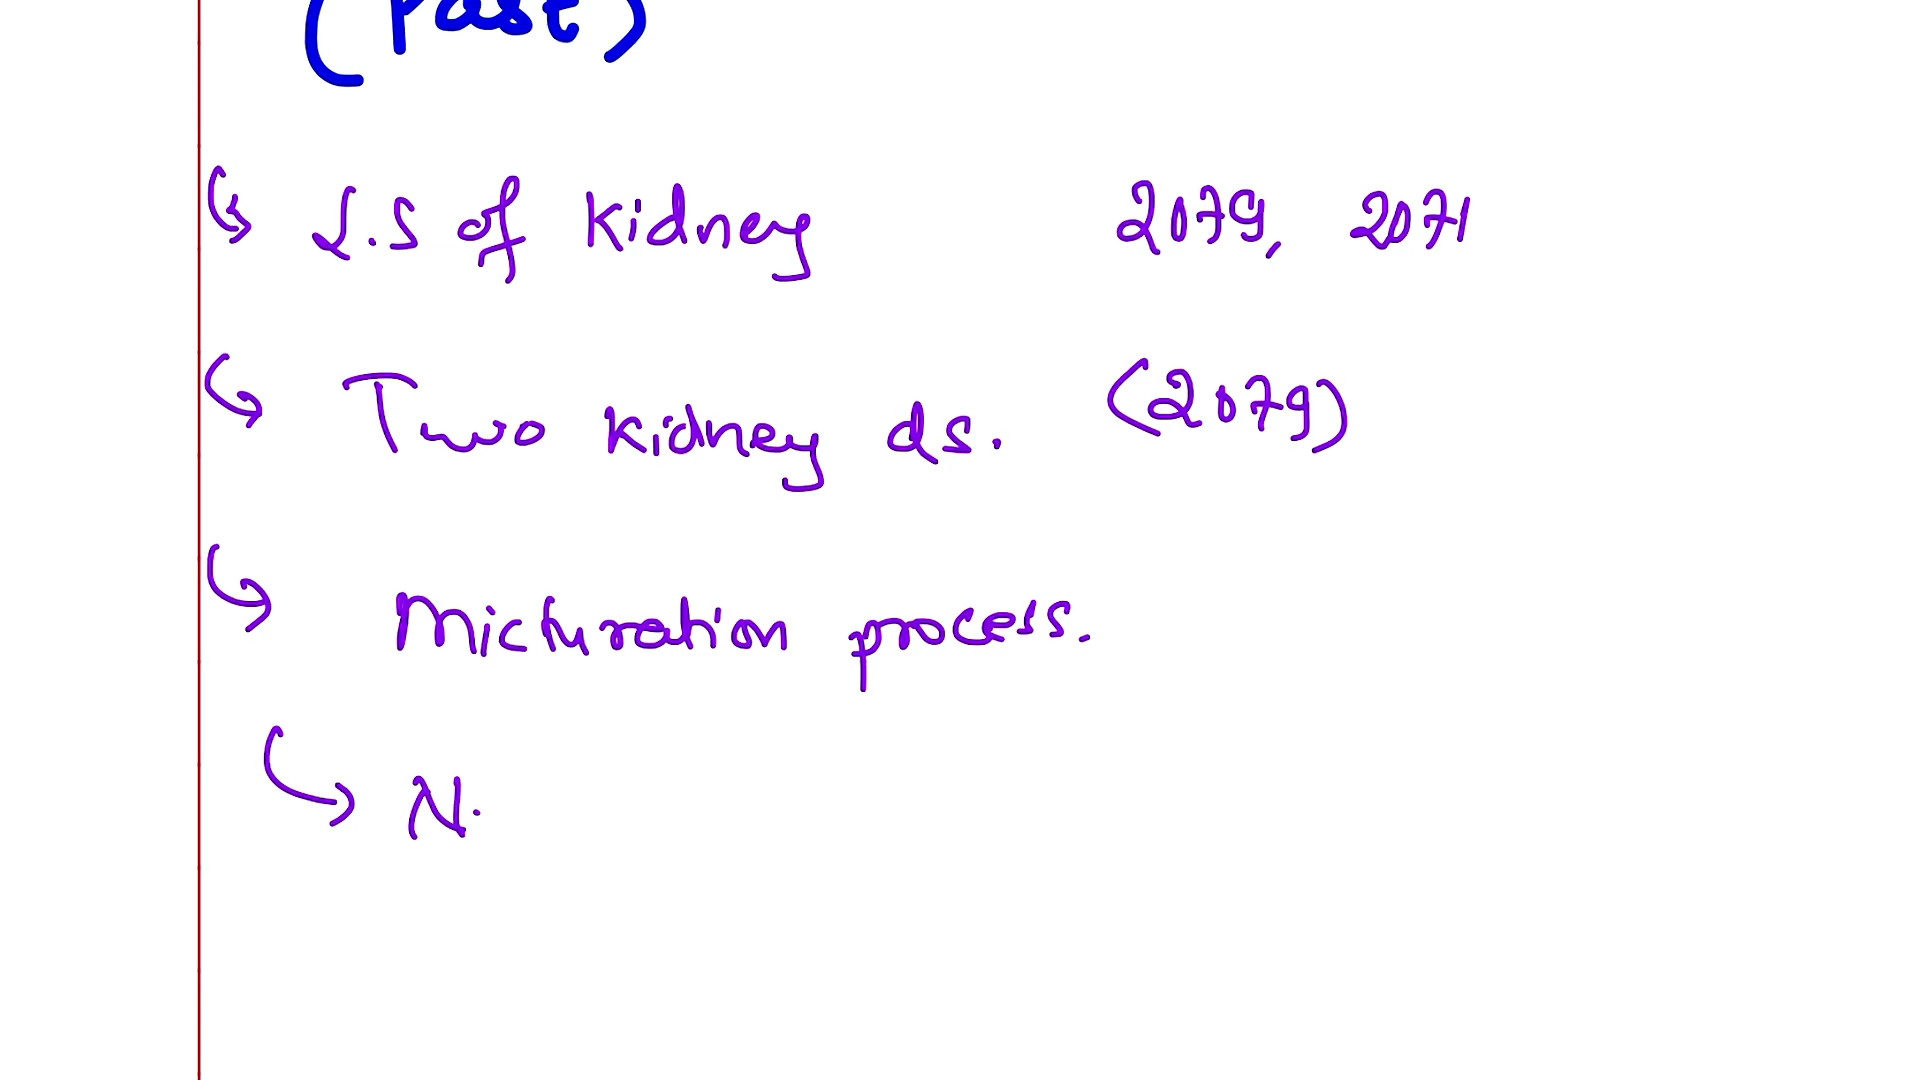 (Past)
L.S of kidney 2079, 2071
Two kidney ds. (2079)
Micturation process.
N.